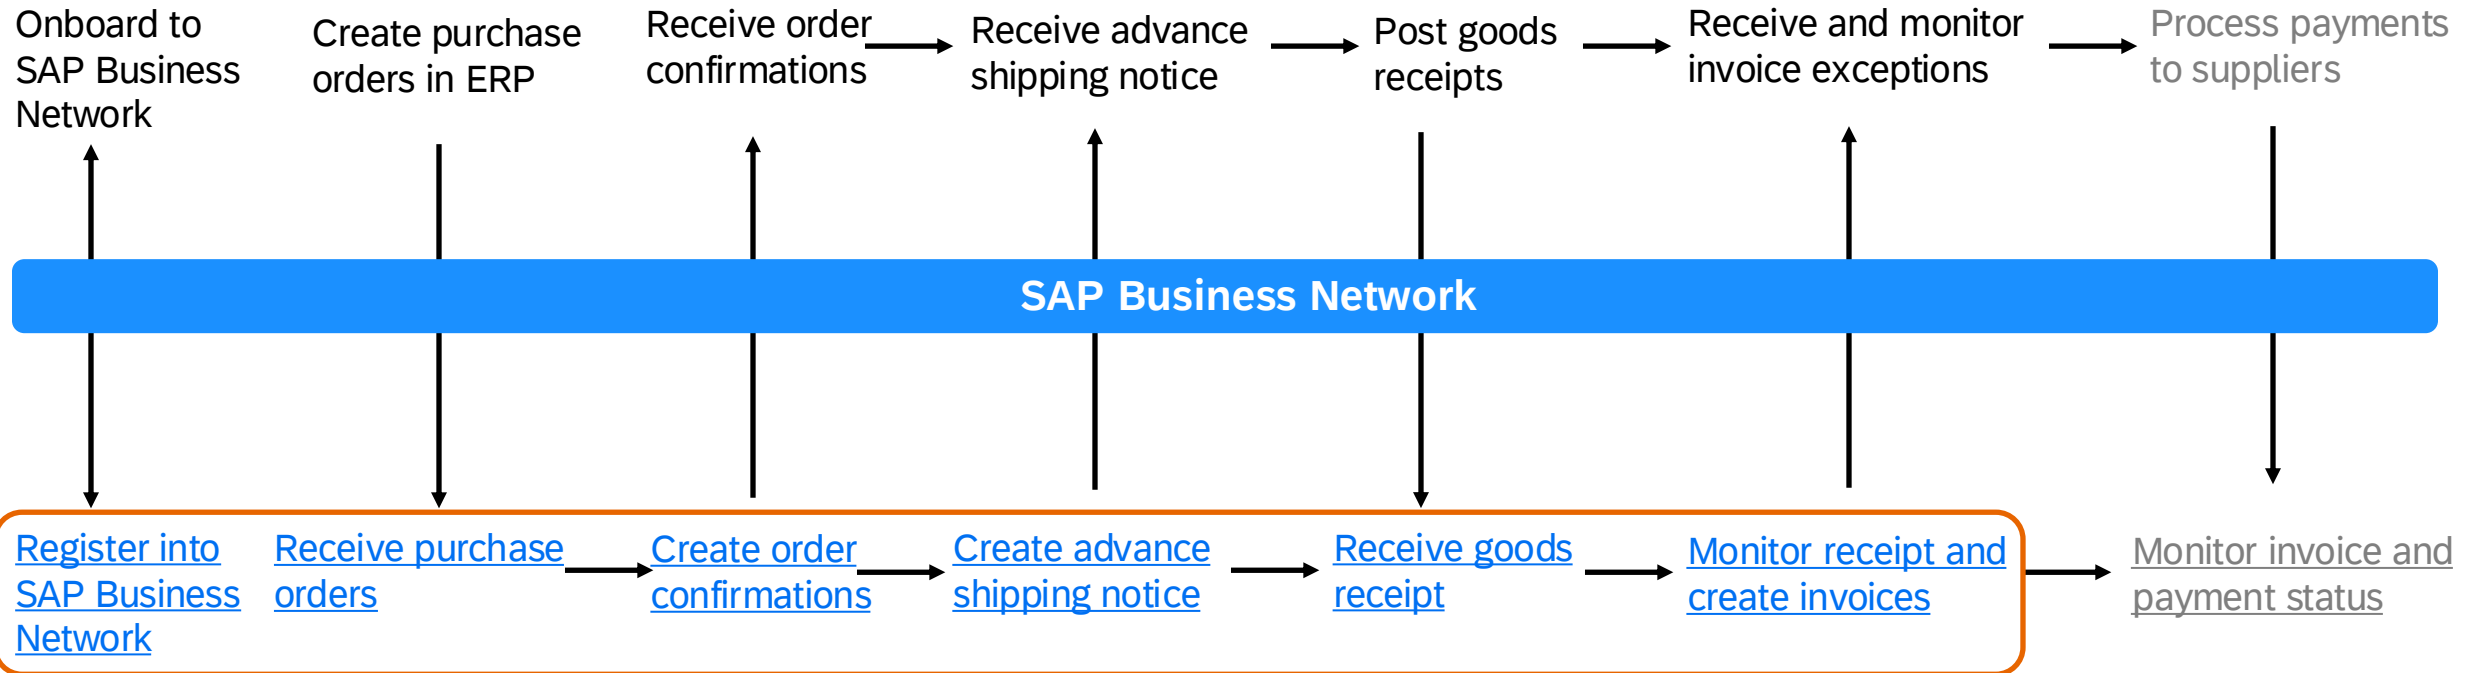 Onboard to
SAP Business
Network
Create purchase
orders in ERP
Receive order
confirmations
Receive advance
shipping notice
Post goods
receipts
Receive and monitor
invoice exceptions
Process payments
to suppliers
SAP Business Network
Register into
SAP Business
Network
Receive purchase
orders
Create order
confirmations
Create advance
shipping notice
Receive goods
receipt
Monitor receipt and
create invoices
Monitor invoice and
payment status